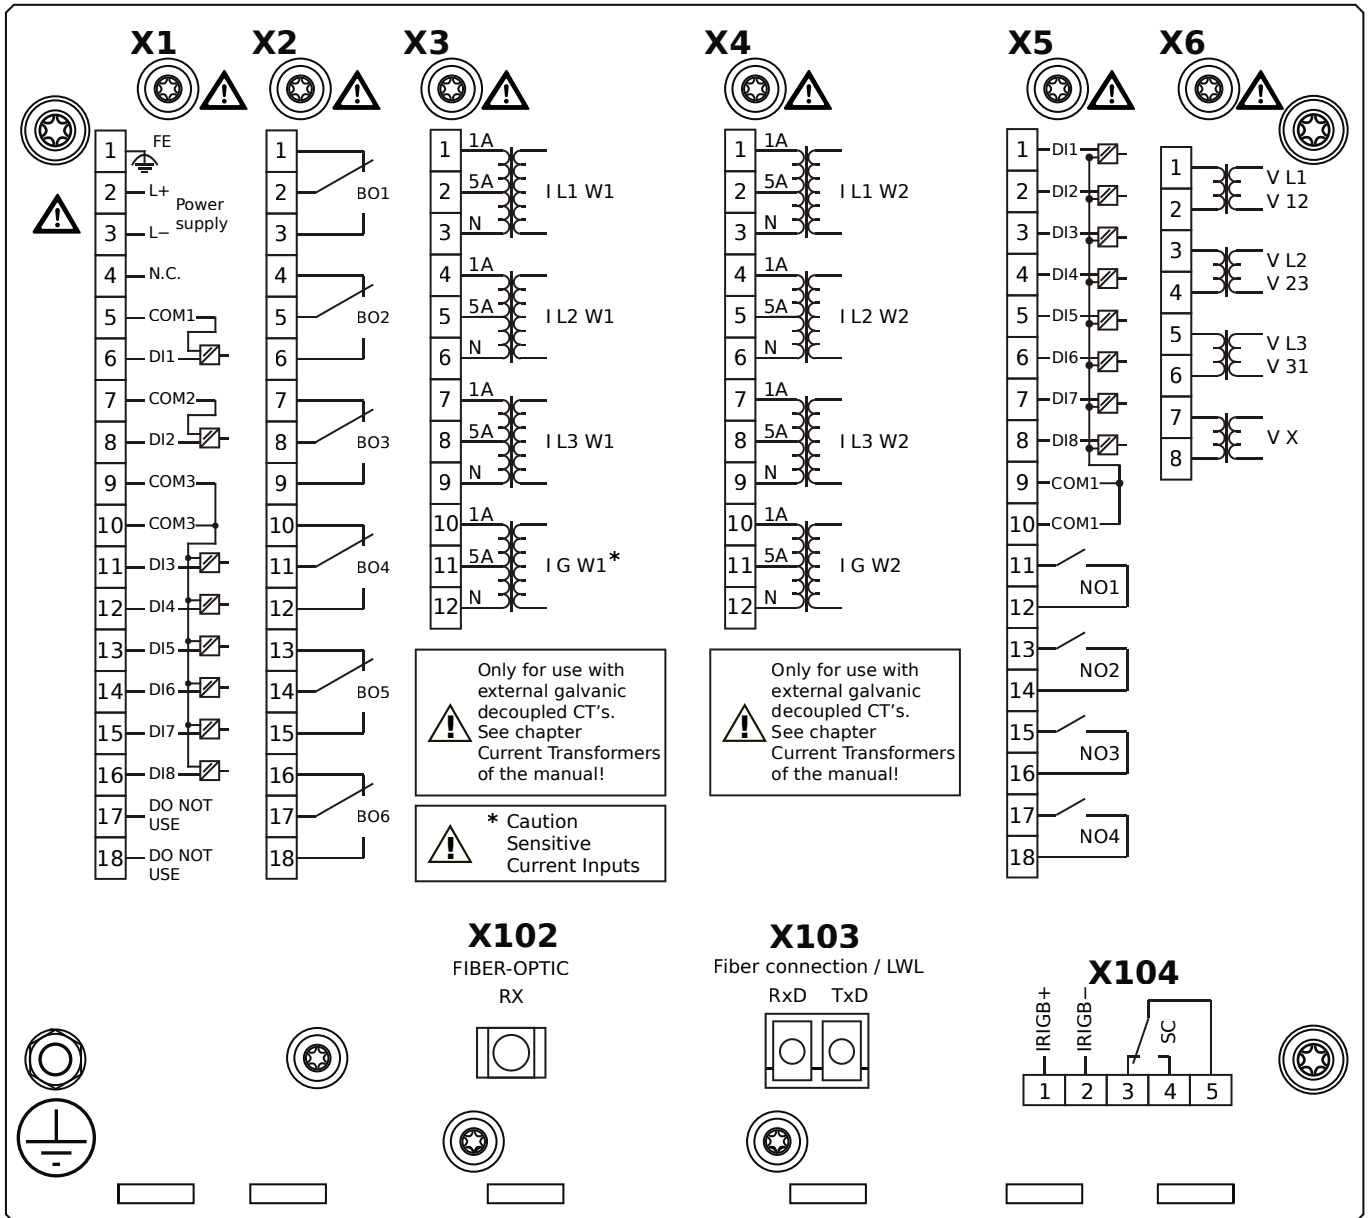 X1
X2
X3
X4
X5
X6
1 FE
2 L+
Power
supply
3 L−
4 N.C.
5 COM1
6 DI1
7 COM2
8 DI2
9 COM3
10 COM3
11 DI3
12 DI4
13 DI5
14 DI6
15 DI7
16 DI8
17 DO NOT
USE
18 DO NOT
USE
1
2 BO1
3
4
5 BO2
6
7
8 BO3
9
10
11 BO4
12
13
14 BO5
15
16
17 BO6
18
1 1A
2 5A I L1 W1
3 N
4 1A
5 5A I L2 W1
6 N
7 1A
8 5A I L3 W1
9 N
10 1A
11 5A I G W1*
12 N
Only for use with
external galvanic
decoupled CT's.
See chapter
Current Transformers
of the manual!
* Caution
Sensitive
Current Inputs
1 1A
2 5A I L1 W2
3 N
4 1A
5 5A I L2 W2
6 N
7 1A
8 5A I L3 W2
9 N
10 1A
11 5A I G W2
12 N
Only for use with
external galvanic
decoupled CT's.
See chapter
Current Transformers
of the manual!
1 DI1
2 DI2
3 DI3
4 DI4
5 DI5
6 DI6
7 DI7
8 DI8
9 COM1
10 COM1
11
NO1
12
13
NO2
14
15
NO3
16
17
NO4
18
1
V L1
2 V 12
3
V L2
4 V 23
5
V L3
6 V 31
7
V X
8
X102
FIBER-OPTIC
RX
X103
Fiber connection / LWL
RxD TxD
X104
IRIGB+
IRIGB−
SC
1 2 3 4 5